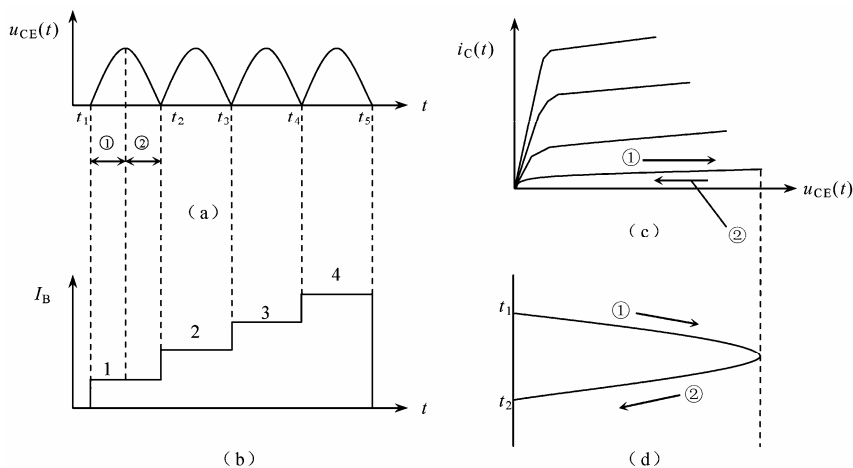 u_CE(t)
t
t₁ t₂ t₃ t₄ t₅
① ②
（a）
I_B
1
2
3
4
t
（b）
i_C(t)
①
u_CE(t)
②
（c）
t₁
①
t₂
②
（d）